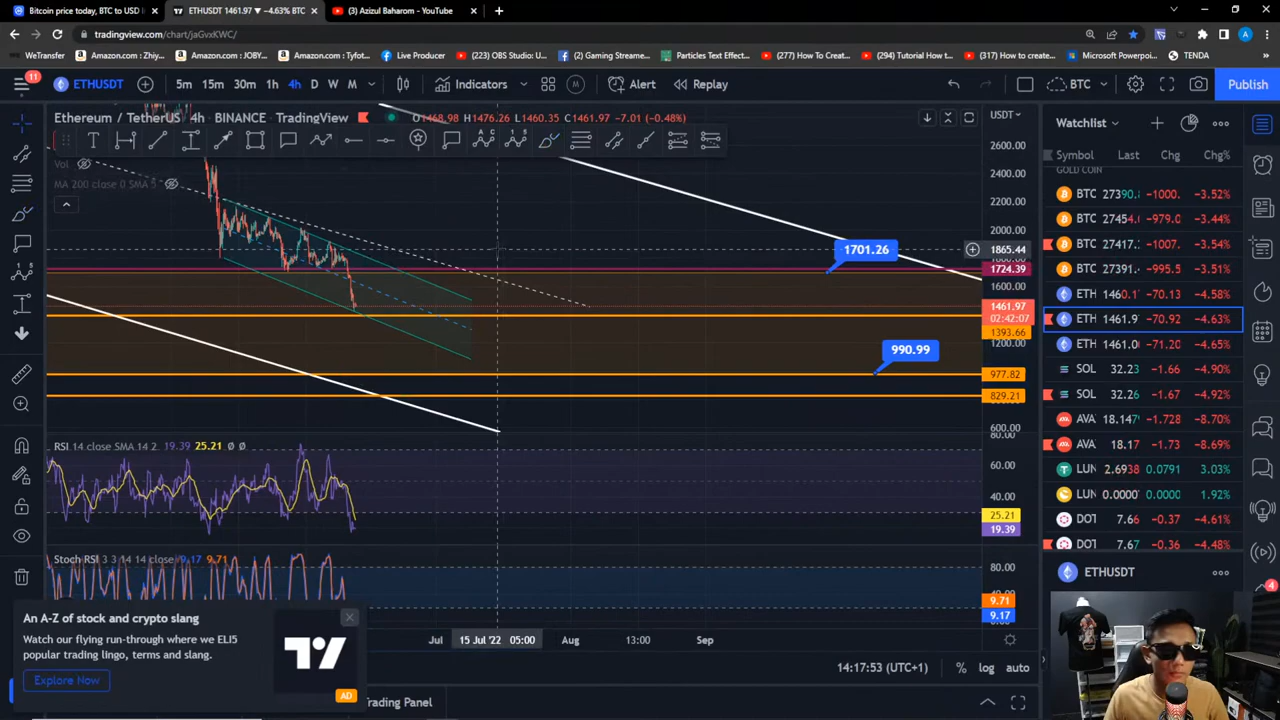 Bitcoin price today, BTC to USD l
ETHUSDT 1461.97 ▼ −4.63% BTC
(3) Azizul Baharom - YouTube
tradingview.com/chart/jaGvxKWC/
WeTransfer
Amazon.com : Zhiy...
Amazon.com: JOBY...
Amazon.com : Tyfot...
Live Producer
(223) OBS Studio: U...
(2) Gaming Streame...
Particles Text Effect...
(277) How To Creat...
(294) Tutorial How t...
(317) How to create...
Microsoft Powerpoi...
TENDA
11
ETHUSDT
5m 15m 30m 1h 4h D W M
Indicators
Alert
Replay
BTC
Publish
Ethereum / TetherUS 4h BINANCE TradingView
O1468.98 H1476.26 L1460.35 C1461.97 −7.01 (−0.48%)
Vol
MA 200 close 0 SMA 5
USDT
2600.00
2400.00
2200.00
2000.00
1865.44
1724.39
1600.00
1461.97
02:42:07
1393.66
1200.00
977.82
829.21
600.00
1701.26
990.99
RSI 14 close SMA 14 2 19.39 25.21 Ø Ø
80.00
60.00
40.00
25.21
19.39
Stoch RSI 3 3 14 14 close 9.17 9.71
80.00
9.71
9.17
Jul
15 Jul '22 05:00
Aug
13:00
Sep
14:17:53 (UTC+1)
%
log
auto
Trading Panel
An A-Z of stock and crypto slang
Watch our flying run-through where we ELI5
popular trading lingo, terms and slang.
Explore Now
AD
Watchlist
Symbol Last Chg Chg%
GOLD COIN
BTC 27390. −1000. −3.52%
BTC 27454. −979.0 −3.44%
BTC 27417. −1007. −3.54%
BTC 27391. −995.5 −3.51%
ETH 1460.1 −70.13 −4.58%
ETH 1461.9 −70.92 −4.63%
ETH 1461.0 −71.20 −4.65%
SOL 32.23 −1.66 −4.90%
SOL 32.26 −1.67 −4.92%
AVA 18.147 −1.728 −8.70%
AVA 18.17 −1.73 −8.69%
LUN 2.6938 0.0791 3.03%
LUN 0.0000 0.0000 1.92%
DOT 7.66 −0.37 −4.61%
DOT 7.67 −0.36 −4.48%
ETHUSDT
4